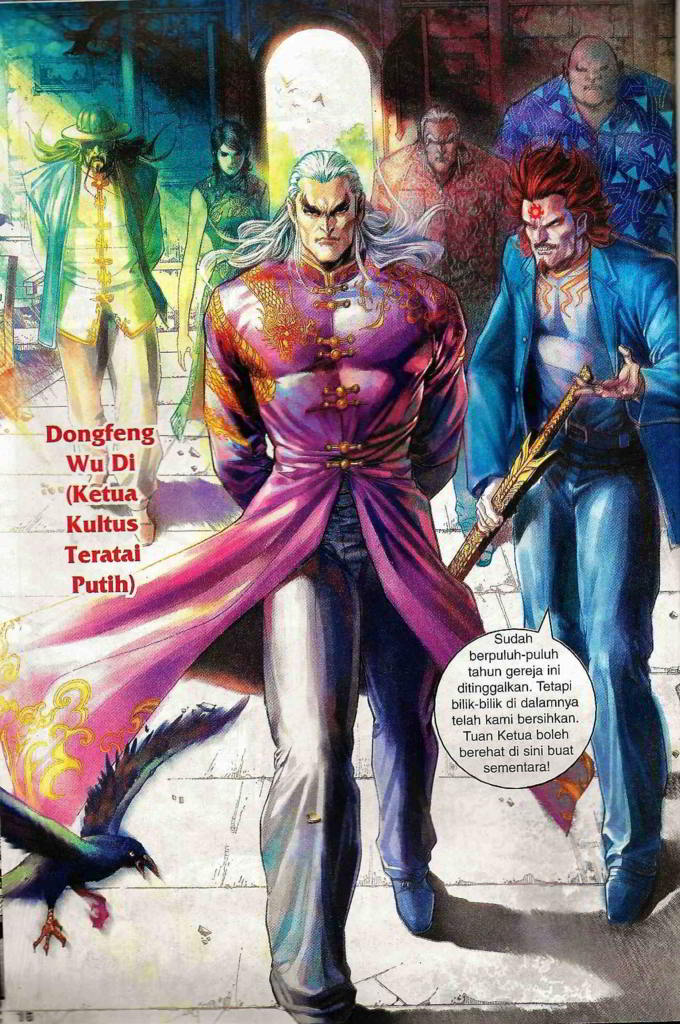 Dongfeng
Wu Di
(Ketua
Kultus
Teratai
Putih)
Sudah
berpuluh-puluh
tahun gereja ini
ditinggalkan. Tetapi
bilik-bilik di dalamnya
telah kami bersihkan.
Tuan Ketua boleh
berehat di sini buat
sementara!